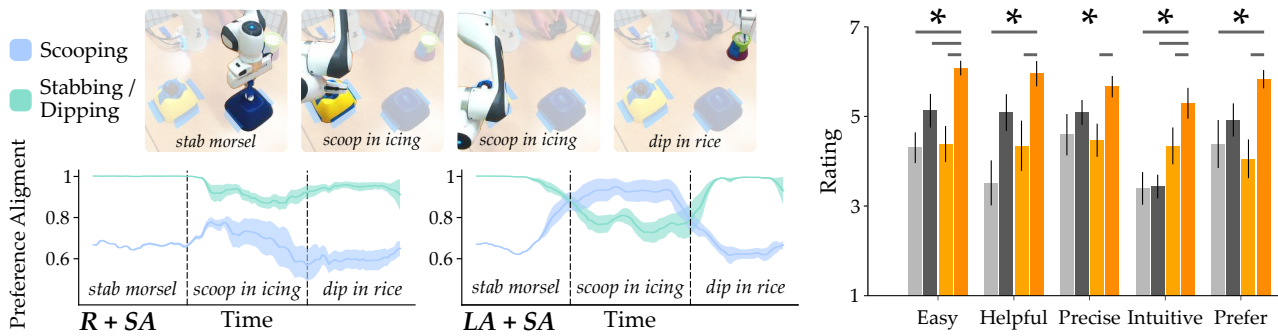 Scooping
Stabbing /
Dipping
stab morsel
scoop in icing
scoop in icing
dip in rice
Preference Aligment
1
0.8
0.6
stab morsel
scoop in icing
dip in rice
R + SA
Time
1
0.8
0.6
stab morsel
scoop in icing
dip in rice
LA + SA
Time
Rating
7
5
3
1
* * * * *
Easy
Helpful
Precise
Intuitive
Prefer